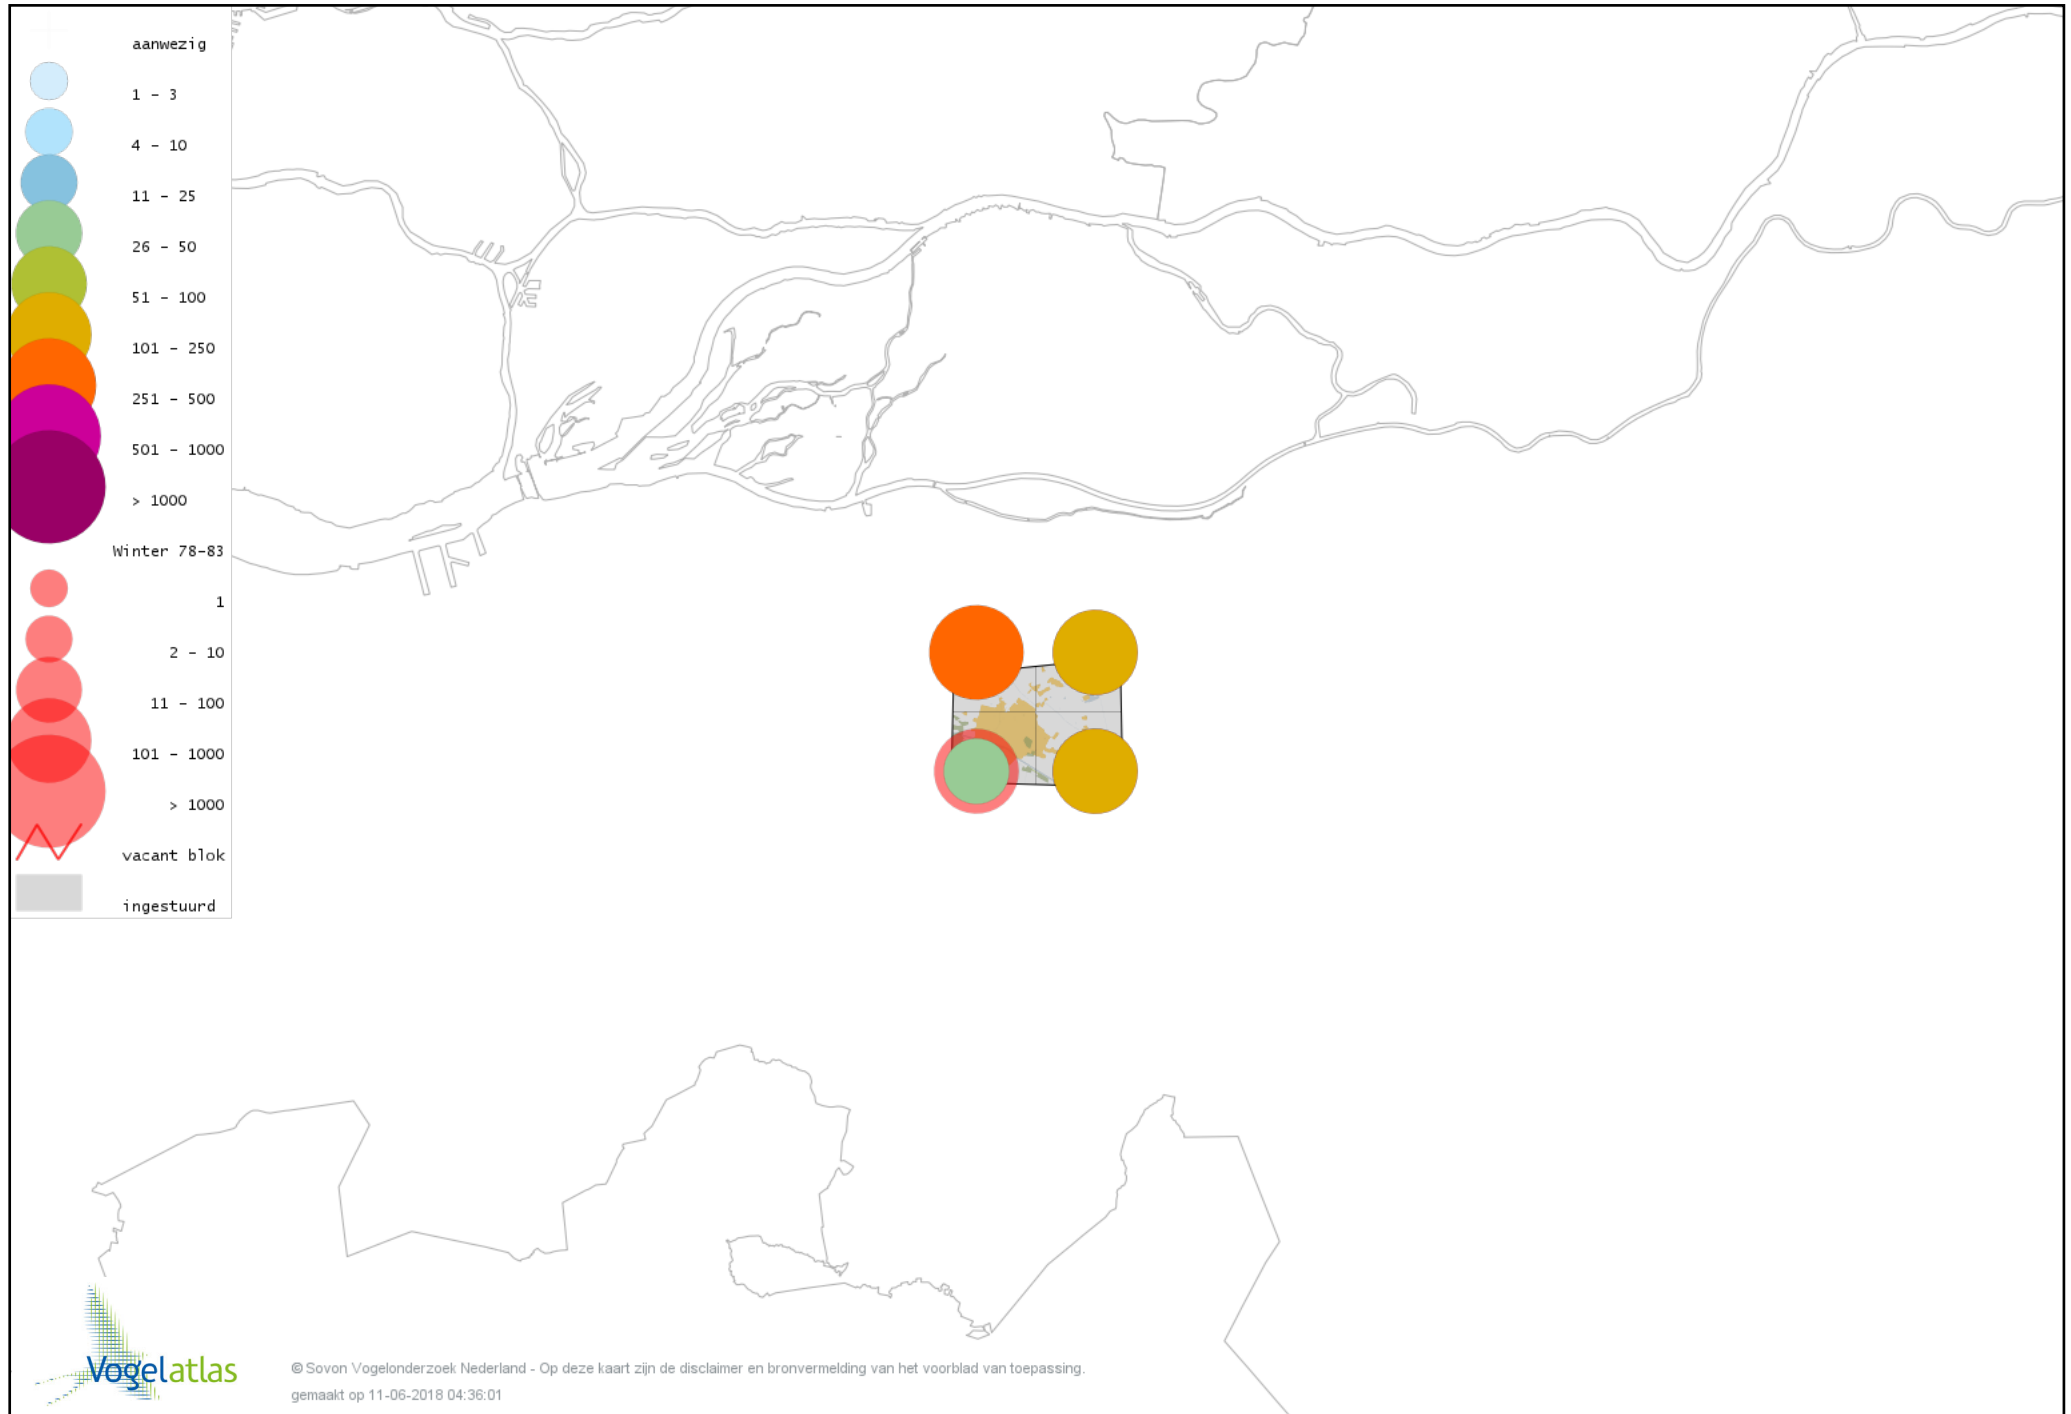 aanwezig
1 - 3
4 - 10
11 - 25
26 - 50
51 - 100
101 - 250
251 - 500
501 - 1000
> 1000
Winter 78-83
1
2 - 10
11 - 100
101 - 1000
> 1000
vacant blok
ingestuurd
Vogelatlas
© Sovon Vogelonderzoek Nederland - Op deze kaart zijn de disclaimer en bronvermelding van het voorblad van toepassing.
gemaakt op 11-06-2018 04:36:01